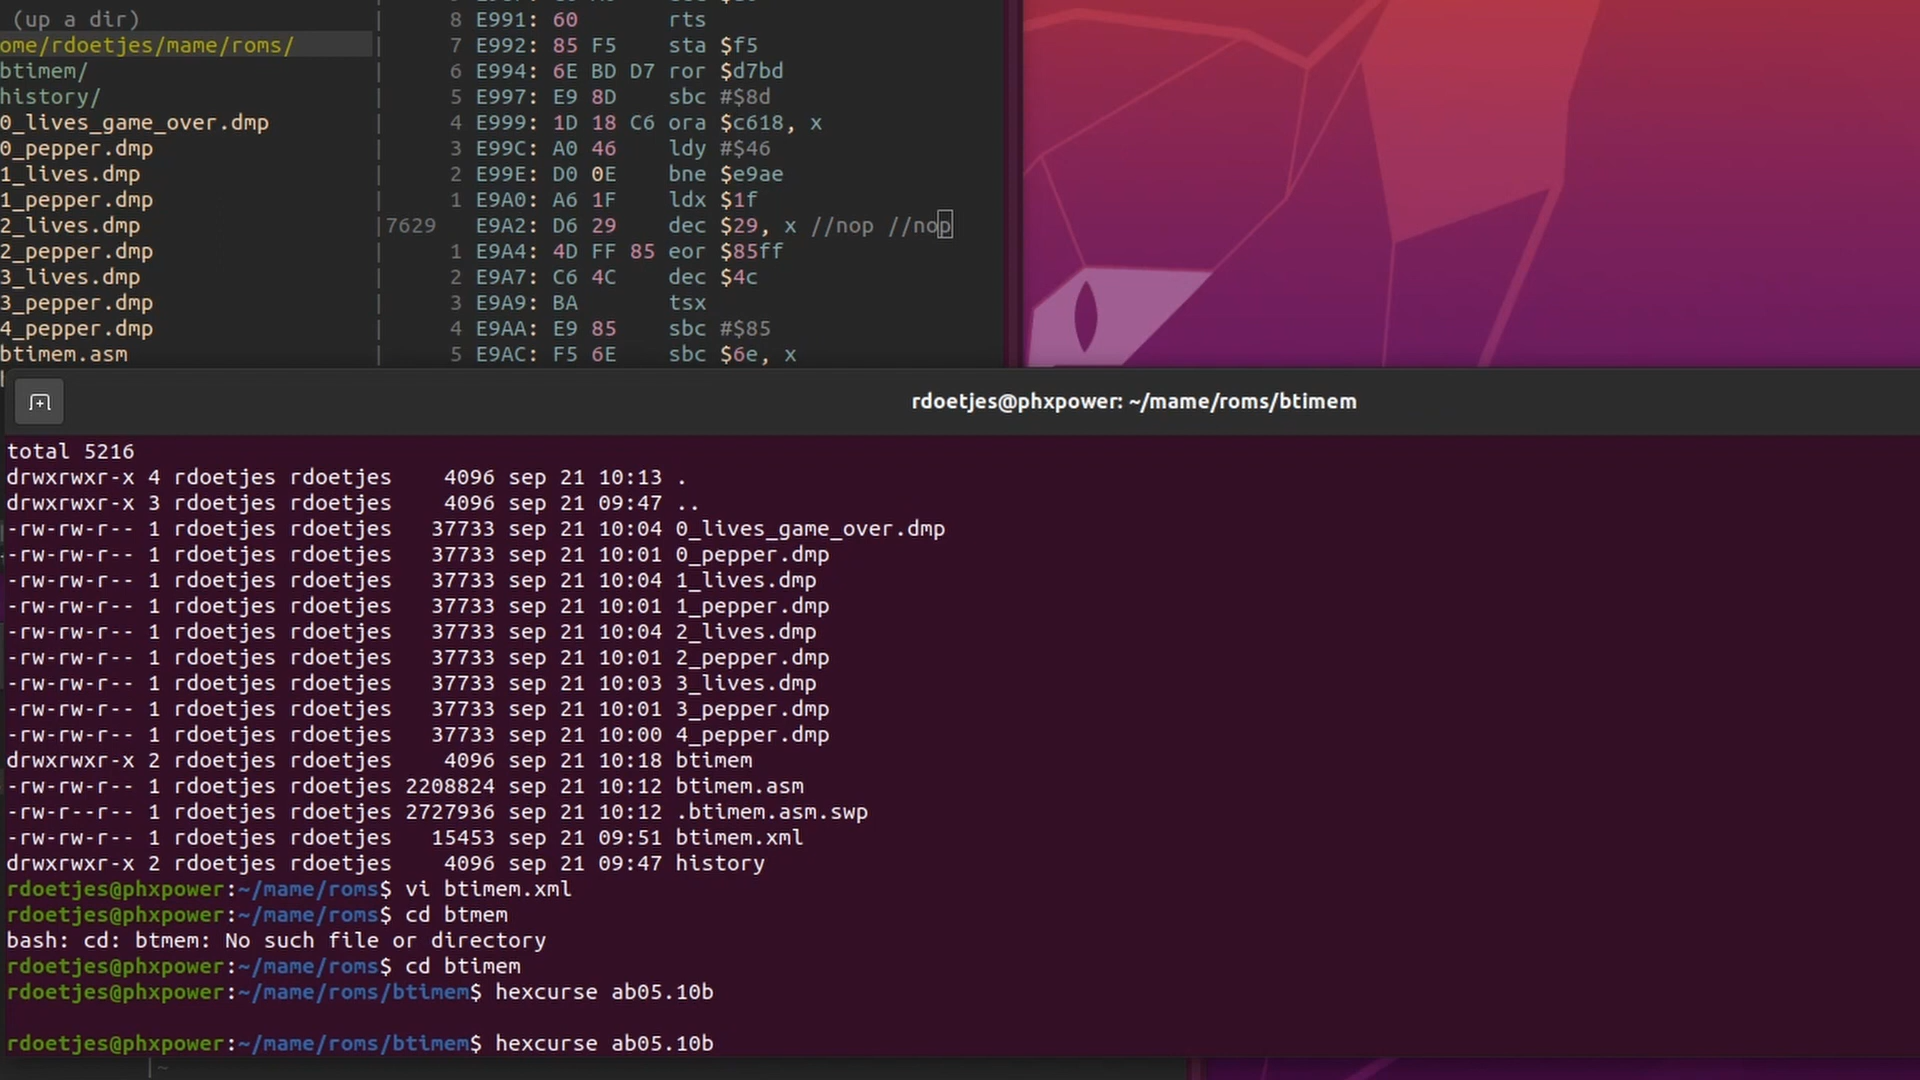 (up a dir)
ome/rdoetjes/mame/roms/
btimem/
history/
0_lives_game_over.dmp
0_pepper.dmp
1_lives.dmp
1_pepper.dmp
2_lives.dmp
2_pepper.dmp
3_lives.dmp
3_pepper.dmp
4_pepper.dmp
btimem.asm
8 E991: 60 rts
7 E992: 85 F5 sta $f5
6 E994: 6E BD D7 ror $d7bd
5 E997: E9 8D sbc #$8d
4 E999: 1D 18 C6 ora $c618, x
3 E99C: A0 46 ldy #$46
2 E99E: D0 0E bne $e9ae
1 E9A0: A6 1F ldx $1f
7629 E9A2: D6 29 dec $29, x //nop //nop
1 E9A4: 4D FF 85 eor $85ff
2 E9A7: C6 4C dec $4c
3 E9A9: BA tsx
4 E9AA: E9 85 sbc #$85
5 E9AC: F5 6E sbc $6e, x
rdoetjes@phxpower: ~/mame/roms/btimem
total 5216
drwxrwxr-x 4 rdoetjes rdoetjes 4096 sep 21 10:13 .
drwxrwxr-x 3 rdoetjes rdoetjes 4096 sep 21 09:47 ..
-rw-rw-r-- 1 rdoetjes rdoetjes 37733 sep 21 10:04 0_lives_game_over.dmp
-rw-rw-r-- 1 rdoetjes rdoetjes 37733 sep 21 10:01 0_pepper.dmp
-rw-rw-r-- 1 rdoetjes rdoetjes 37733 sep 21 10:04 1_lives.dmp
-rw-rw-r-- 1 rdoetjes rdoetjes 37733 sep 21 10:01 1_pepper.dmp
-rw-rw-r-- 1 rdoetjes rdoetjes 37733 sep 21 10:04 2_lives.dmp
-rw-rw-r-- 1 rdoetjes rdoetjes 37733 sep 21 10:01 2_pepper.dmp
-rw-rw-r-- 1 rdoetjes rdoetjes 37733 sep 21 10:03 3_lives.dmp
-rw-rw-r-- 1 rdoetjes rdoetjes 37733 sep 21 10:01 3_pepper.dmp
-rw-rw-r-- 1 rdoetjes rdoetjes 37733 sep 21 10:00 4_pepper.dmp
drwxrwxr-x 2 rdoetjes rdoetjes 4096 sep 21 10:18 btimem
-rw-rw-r-- 1 rdoetjes rdoetjes 2208824 sep 21 10:12 btimem.asm
-rw-r--r-- 1 rdoetjes rdoetjes 2727936 sep 21 10:12 .btimem.asm.swp
-rw-rw-r-- 1 rdoetjes rdoetjes 15453 sep 21 09:51 btimem.xml
drwxrwxr-x 2 rdoetjes rdoetjes 4096 sep 21 09:47 history
rdoetjes@phxpower:~/mame/roms$ vi btimem.xml
rdoetjes@phxpower:~/mame/roms$ cd btmem
bash: cd: btmem: No such file or directory
rdoetjes@phxpower:~/mame/roms$ cd btimem
rdoetjes@phxpower:~/mame/roms/btimem$ hexcurse ab05.10b
rdoetjes@phxpower:~/mame/roms/btimem$ hexcurse ab05.10b